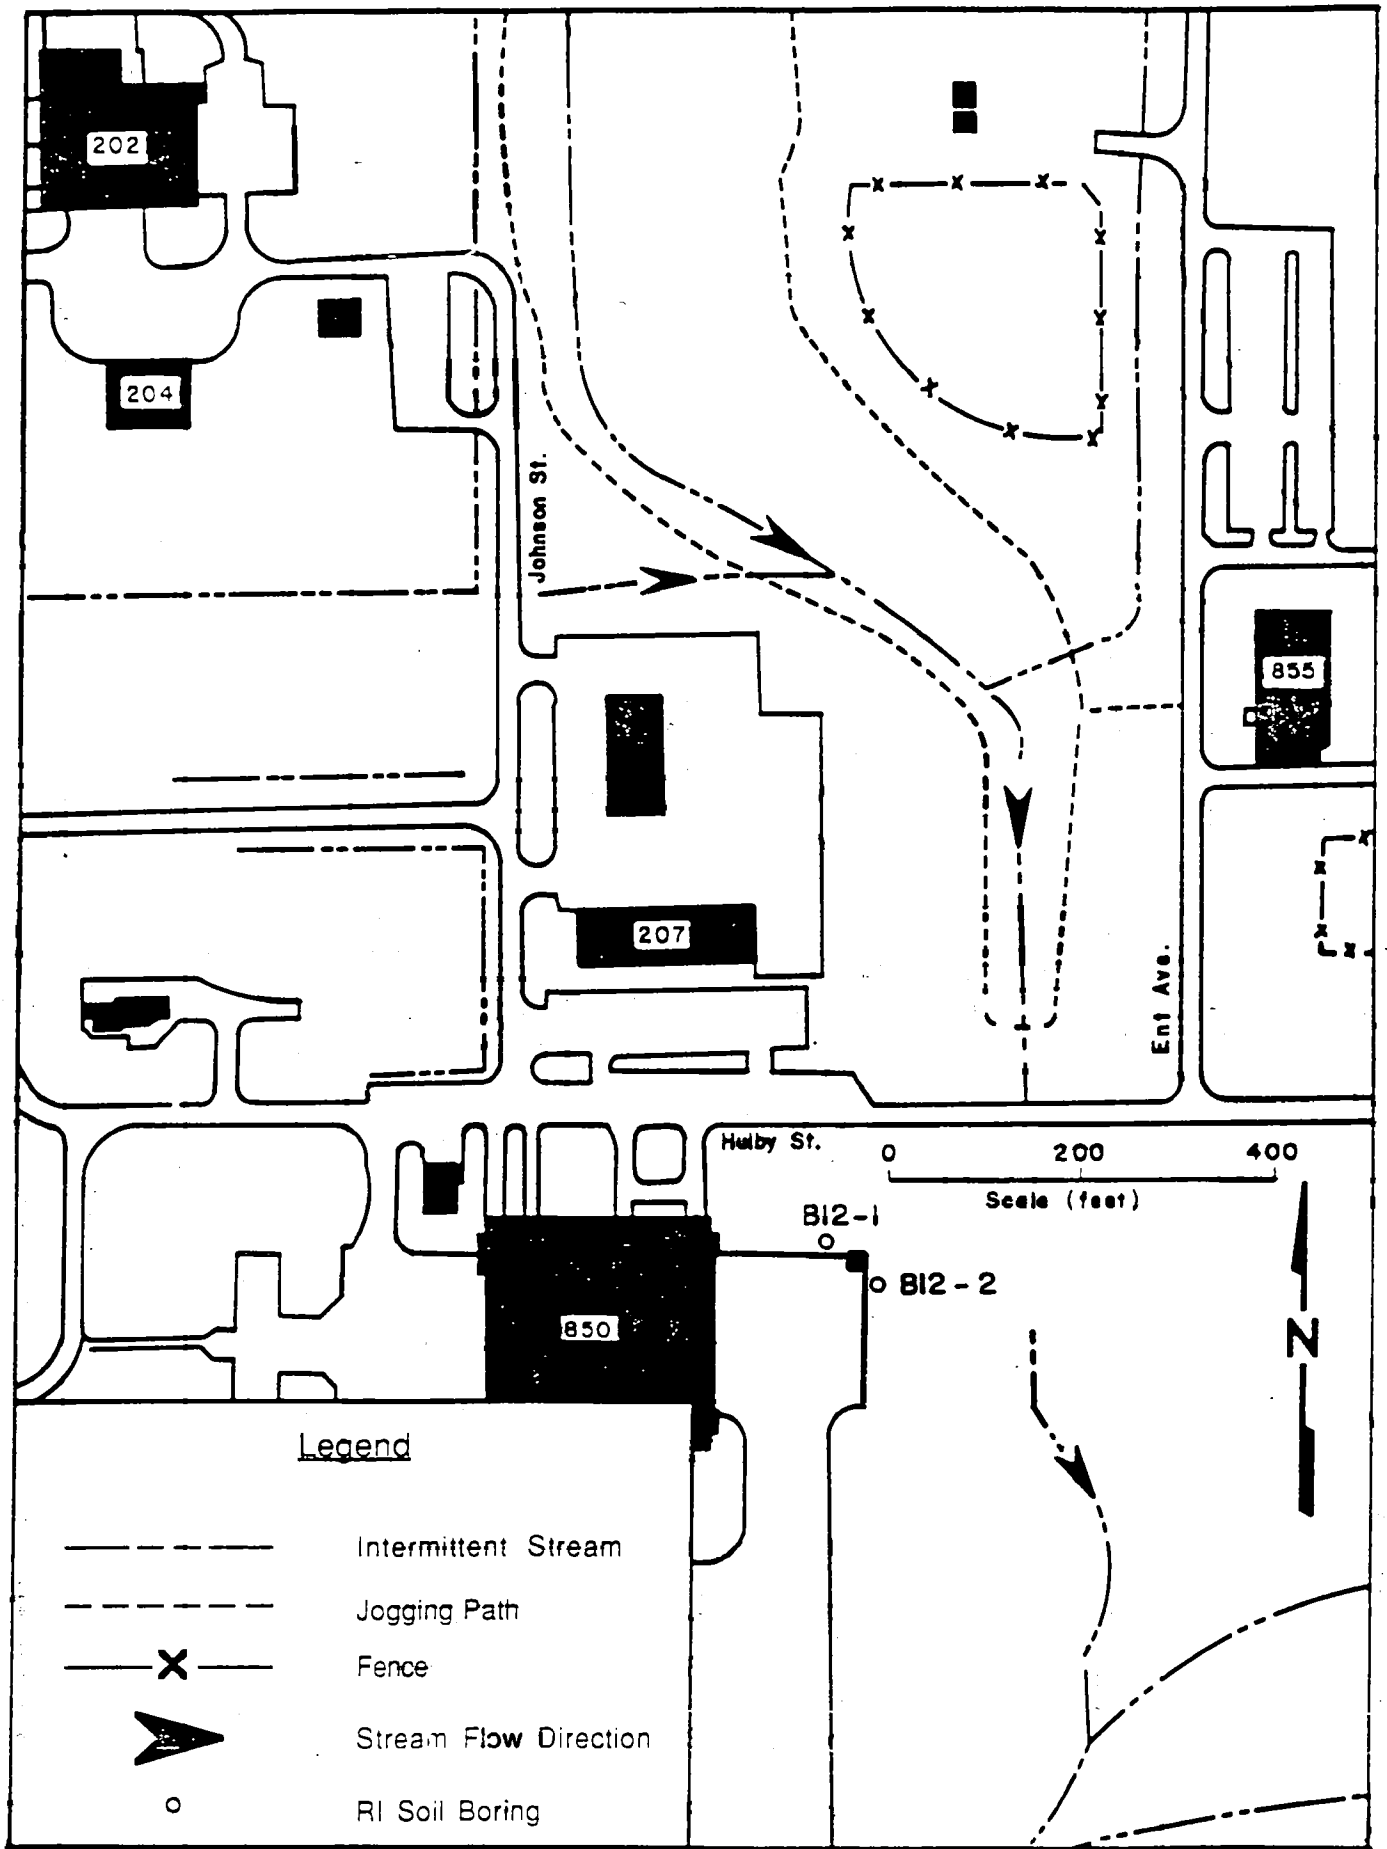 202
204
Johnson St.
855
207
Ent Ave.
Hulby St.
0 200 400
Scale (feet)
B12-1
B12-2
850
N
Legend
Intermittent Stream
Jogging Path
Fence
Stream Flow Direction
RI Soil Boring